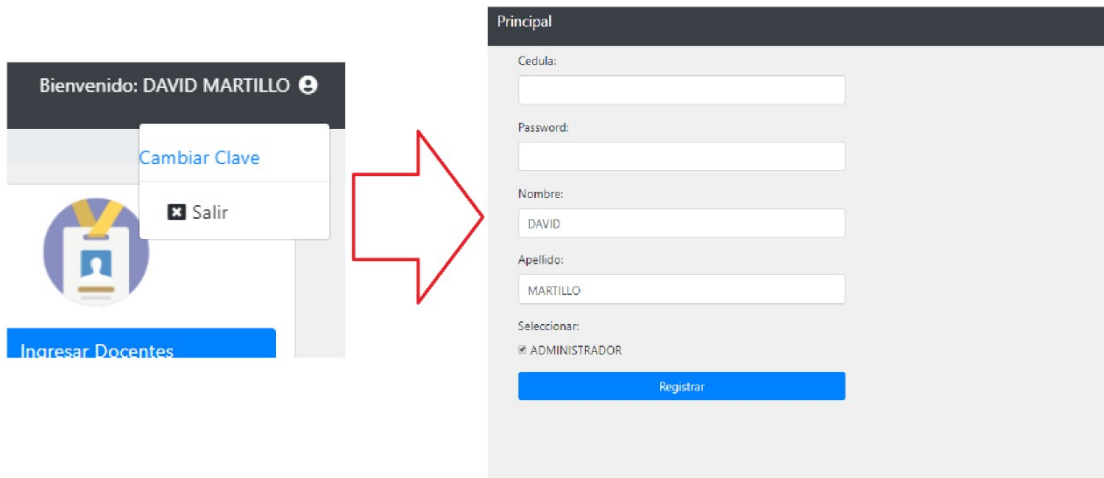 Bienvenido: DAVID MARTILLO
Cambiar Clave
Salir
Ingresar Docentes
Principal
Cedula:
Password:
Nombre:
DAVID
Apellido:
MARTILLO
Seleccionar:
ADMINISTRADOR
Registrar